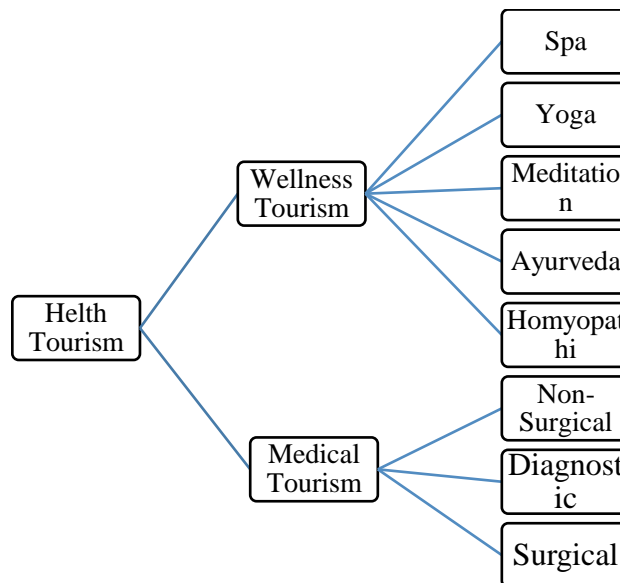 Spa
Yoga
Wellness
Tourism
Meditatio
n
Ayurveda
Helth
Tourism
Homyopat
hi
Non-
Surgical
Medical
Tourism
Diagnost
ic
Surgical